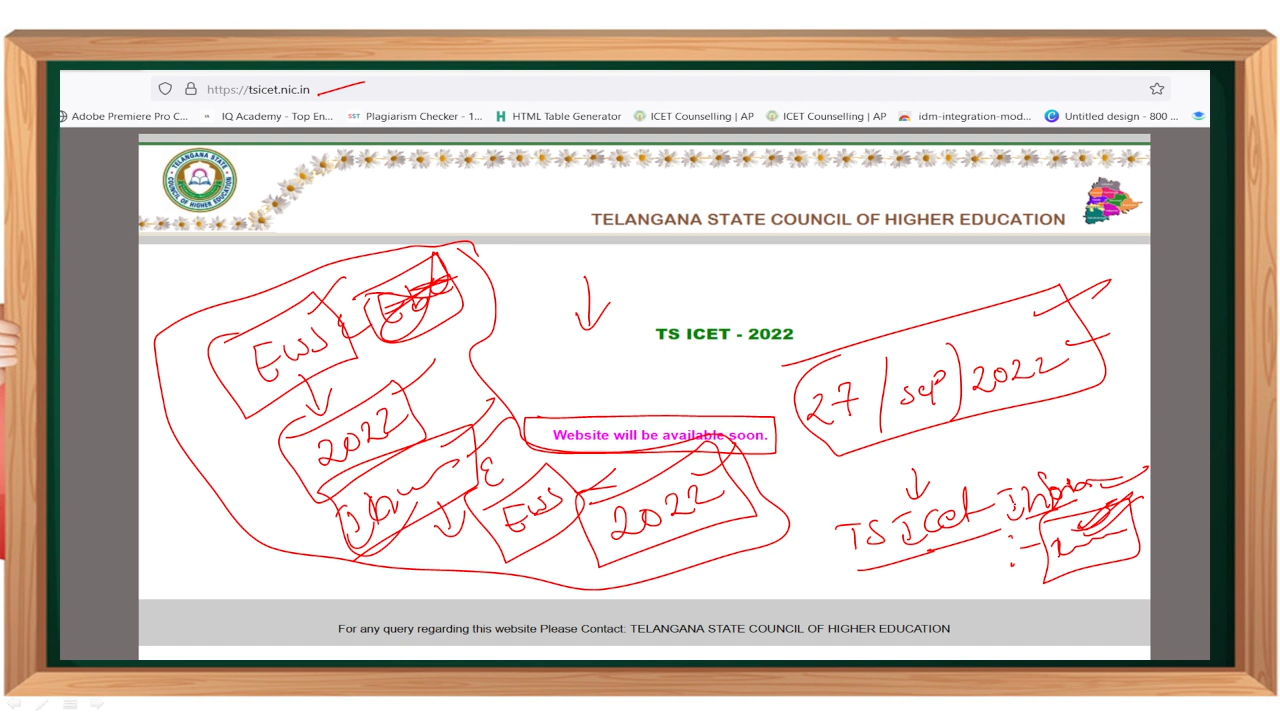 https://tsicet.nic.in
Adobe Premiere Pro C... IQ Academy - Top En... SST Plagiarism Checker - 1... H HTML Table Generator ICET Counselling | AP ICET Counselling | AP idm-integration-mod... Untitled design - 800 ...
TELANGANA STATE
COUNCIL OF HIGHER EDUCATION
TELANGANA STATE COUNCIL OF HIGHER EDUCATION
TS ICET - 2022
EWS
27 / Sep / 2022
2022
Website will be available soon.
EWS 2022
TS Icet
For any query regarding this website Please Contact: TELANGANA STATE COUNCIL OF HIGHER EDUCATION